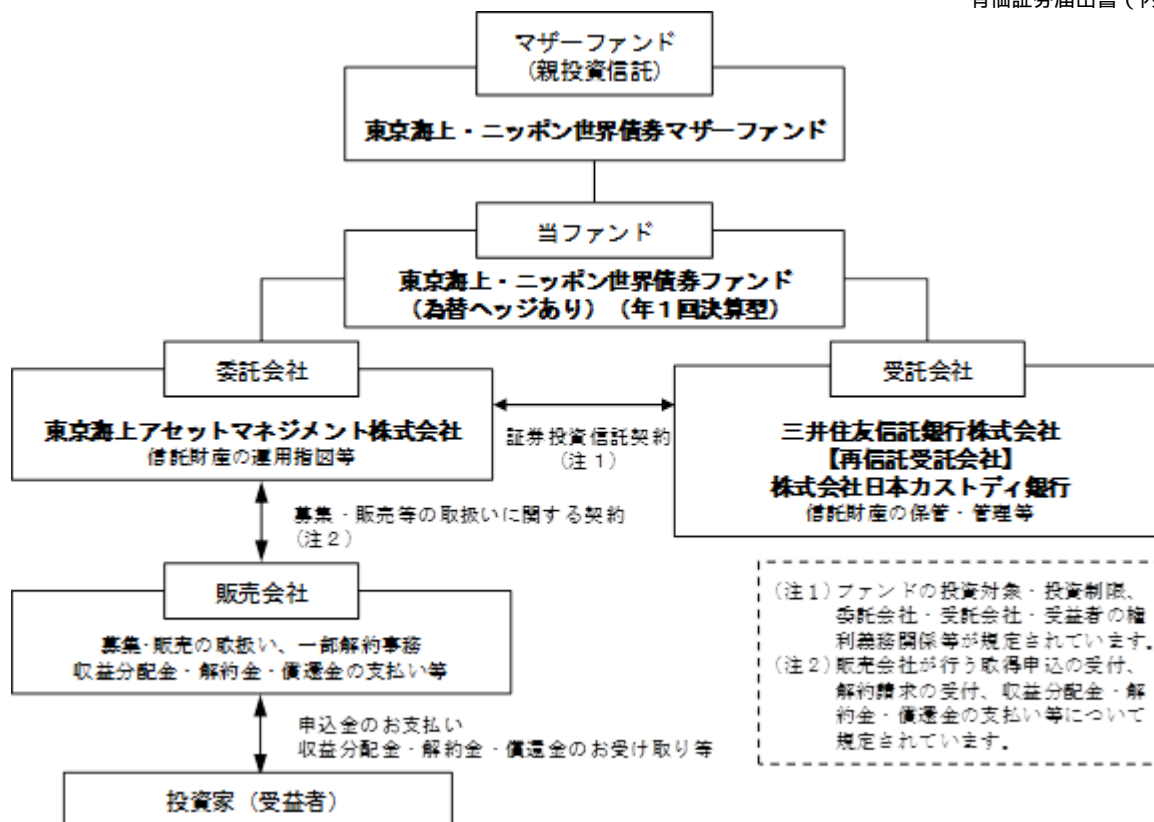 有価証券届出書(内
マザーファンド
(親投資信託)
東京海上・ニッポン世界債券マザーファンド
当ファンド
東京海上・ニッポン世界債券ファンド
(為替ヘッジあり)(年1回決算型)
委託会社
東京海上アセットマネジメント株式会社
信託財産の運用指図等
証券投資信託契約
(注1)
受託会社
三井住友信託銀行株式会社
【再信託受託会社】
株式会社日本カストディ銀行
信託財産の保管・管理等
募集・販売等の取扱いに関する契約
(注2)
販売会社
募集・販売の取扱い、一部解約事務
収益分配金・解約金・償還金の支払い等
申込金のお支払い
収益分配金・解約金・償還金のお受け取り等
投資家(受益者)
(注1)ファンドの投資対象・投資制限、
委託会社・受託会社・受益者の権
利義務関係等が規定されています。
(注2)販売会社が行う取得申込の受付、
解約請求の受付、収益分配金・解
約金・償還金の支払い等について
規定されています。